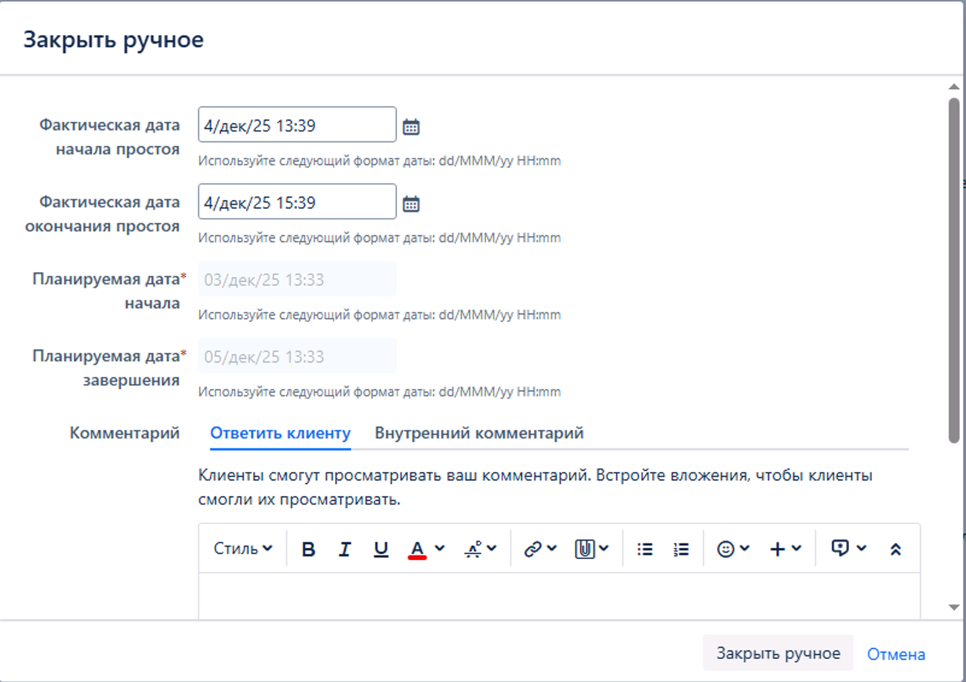 Закрыть ручное
Фактическая дата
начала простоя
4/дек/25 13:39
Используйте следующий формат даты: dd/MMM/yy HH:mm
Фактическая дата
окончания простоя
4/дек/25 15:39
Используйте следующий формат даты: dd/MMM/yy HH:mm
Планируемая дата*
начала
03/дек/25 13:33
Используйте следующий формат даты: dd/MMM/yy HH:mm
Планируемая дата*
завершения
05/дек/25 13:33
Используйте следующий формат даты: dd/MMM/yy HH:mm
Комментарий
Ответить клиенту Внутренний комментарий
Клиенты смогут просматривать ваш комментарий. Встройте вложения, чтобы клиенты
смогли их просматривать.
Стиль B I U A
Закрыть ручное Отмена